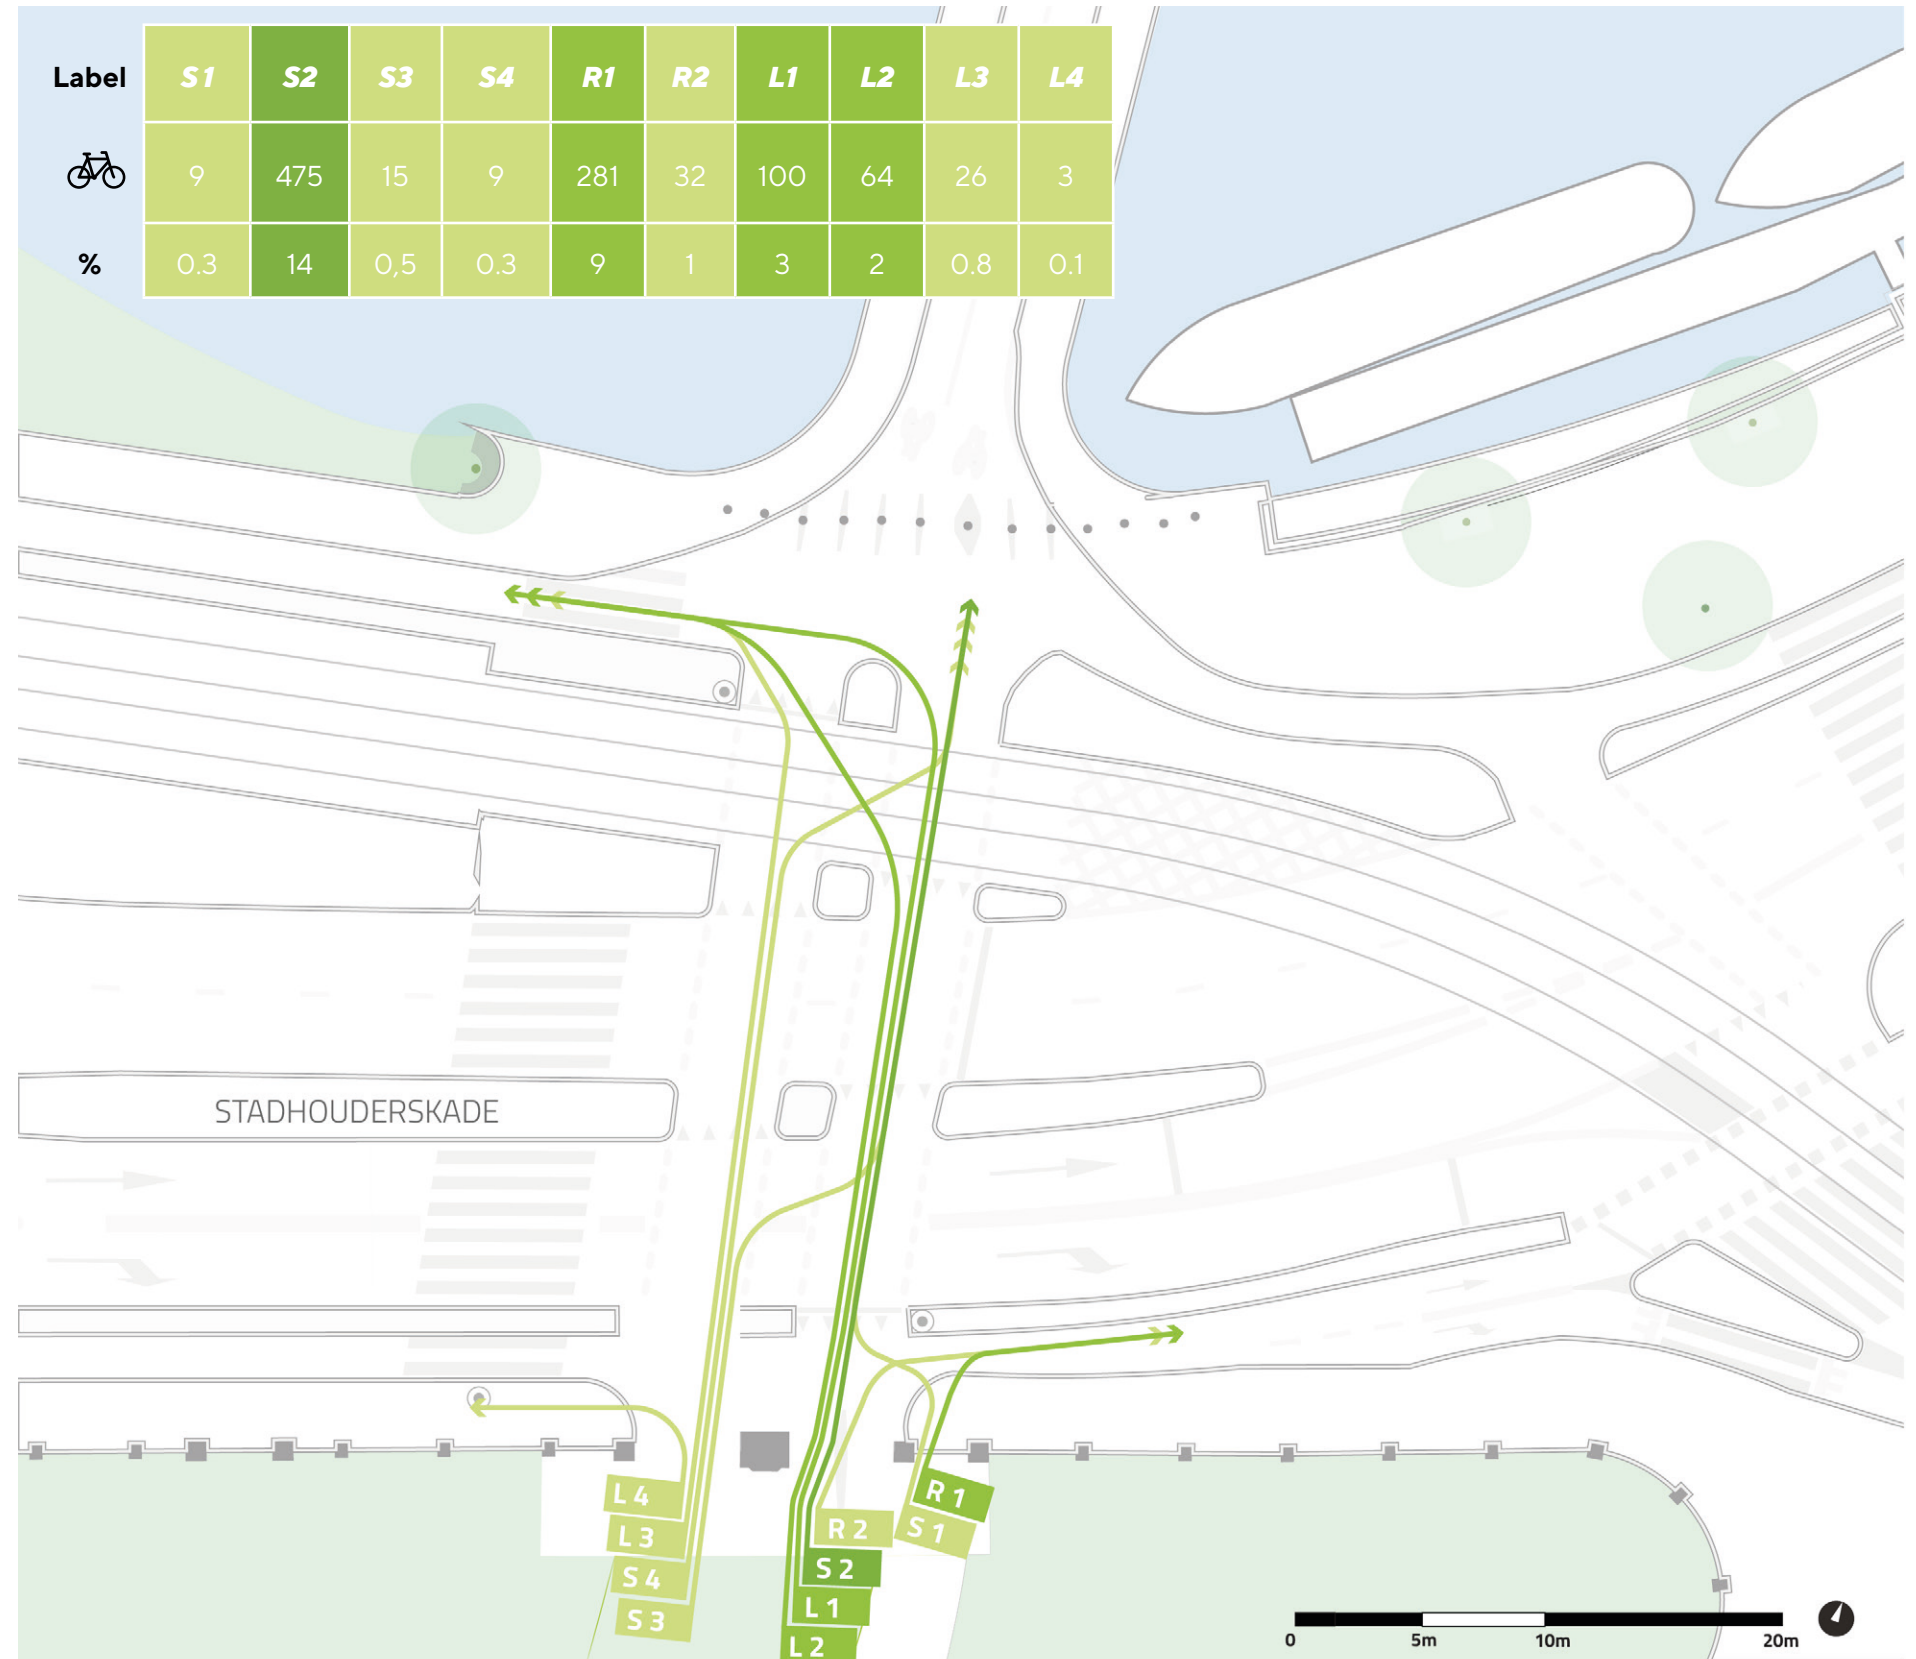 Label S1 S2 S3 S4 R1 R2 L1 L2 L3 L4
9 475 15 9 281 32 100 64 26 3
% 0.3 14 0,5 0.3 9 1 3 2 0.8 0.1
STADHOUDERSKADE
L 4
L 3
S 4
S 3
R 1
S 1
R 2
S 2
L 1
L 2
0 5m 10m 20m